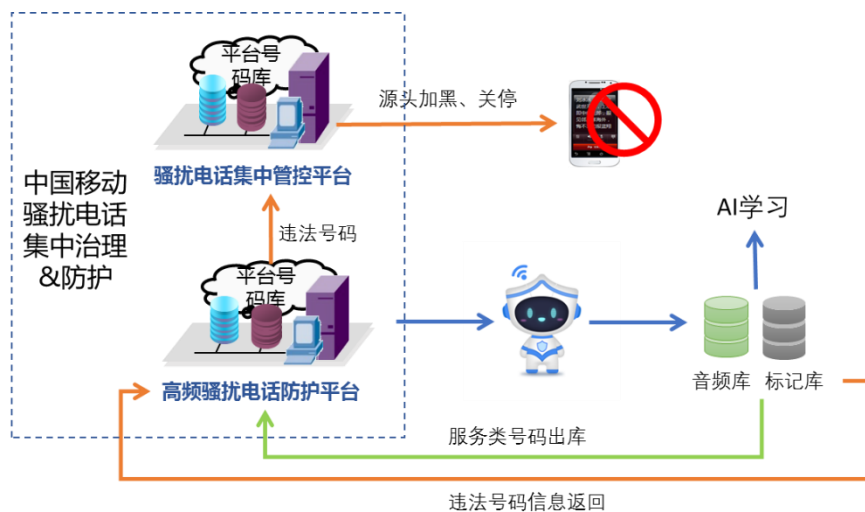 平台号
码库
源头加黑、关停
骚扰电话集中管控平台
中国移动
骚扰电话
集中治理
&防护
违法号码
AI学习
平台号
码库
音频库 标记库
高频骚扰电话防护平台
服务类号码出库
违法号码信息返回